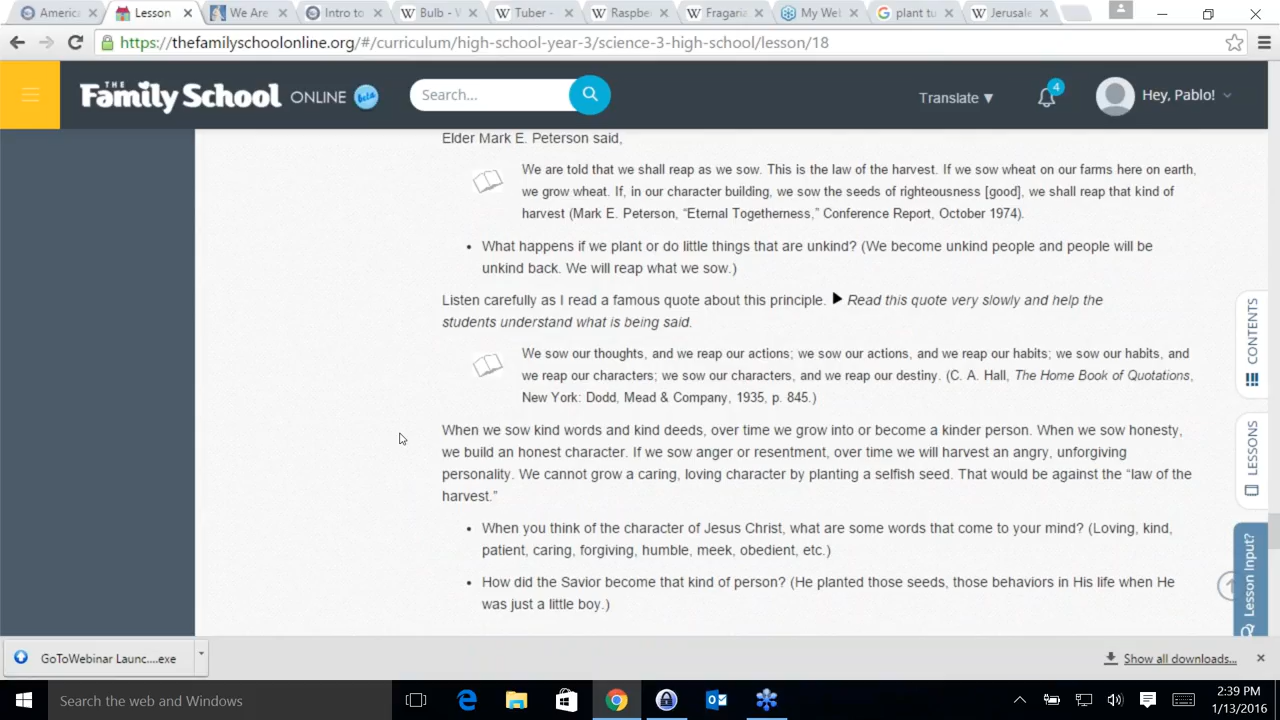 America
Lesson
We Are
Intro to
Bulb - W
Tuber -
Raspbe
Fragaria
My Wel
plant tu
Jerusale
https://thefamilyschoolonline.org/#/curriculum/high-school-year-3/science-3-high-school/lesson/18
THE Family School ONLINE beta
Search...
Translate ▼
4
Hey, Pablo!
Elder Mark E. Peterson said,
We are told that we shall reap as we sow. This is the law of the harvest. If we sow wheat on our farms here on earth,
we grow wheat. If, in our character building, we sow the seeds of righteousness [good], we shall reap that kind of
harvest (Mark E. Peterson, “Eternal Togetherness,” Conference Report, October 1974).
• What happens if we plant or do little things that are unkind? (We become unkind people and people will be
unkind back. We will reap what we sow.)
Listen carefully as I read a famous quote about this principle. ▶ Read this quote very slowly and help the
students understand what is being said.
We sow our thoughts, and we reap our actions; we sow our actions, and we reap our habits; we sow our habits, and
we reap our characters; we sow our characters, and we reap our destiny. (C. A. Hall, The Home Book of Quotations,
New York: Dodd, Mead & Company, 1935, p. 845.)
When we sow kind words and kind deeds, over time we grow into or become a kinder person. When we sow honesty,
we build an honest character. If we sow anger or resentment, over time we will harvest an angry, unforgiving
personality. We cannot grow a caring, loving character by planting a selfish seed. That would be against the “law of the
harvest.”
• When you think of the character of Jesus Christ, what are some words that come to your mind? (Loving, kind,
patient, caring, forgiving, humble, meek, obedient, etc.)
• How did the Savior become that kind of person? (He planted those seeds, those behaviors in His life when He
was just a little boy.)
CONTENTS
LESSONS
Lesson Input?
GoToWebinar Launc....exe
Show all downloads...
Search the web and Windows
2:39 PM
1/13/2016